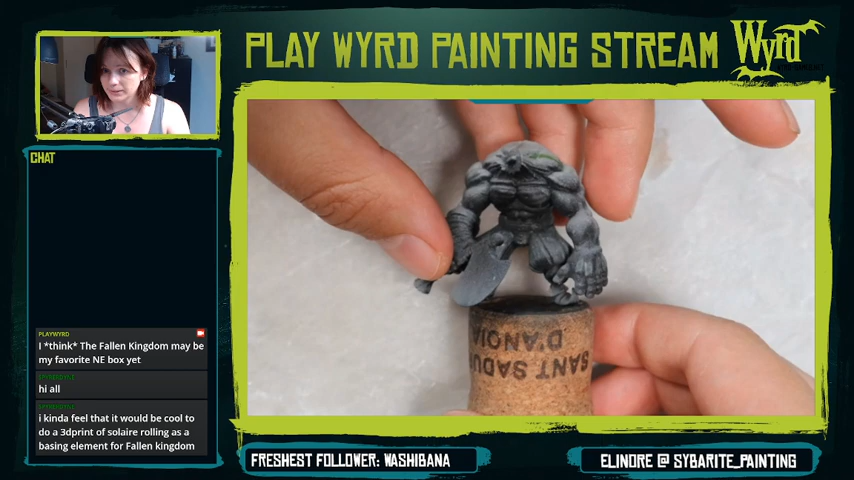 PLAY WYRD PAINTING STREAM
Wyrd
CHAT
PLAYWYRD
I *think* The Fallen Kingdom may be
my favorite NE box yet
hi all
i kinda feel that it would be cool to
do a 3dprint of solaire rolling as a
basing element for Fallen kingdom
SANT SADU
D'ANOIA
FRESHEST FOLLOWER: WASHIBANA
ELINORE @ SYBARITE_PAINTING